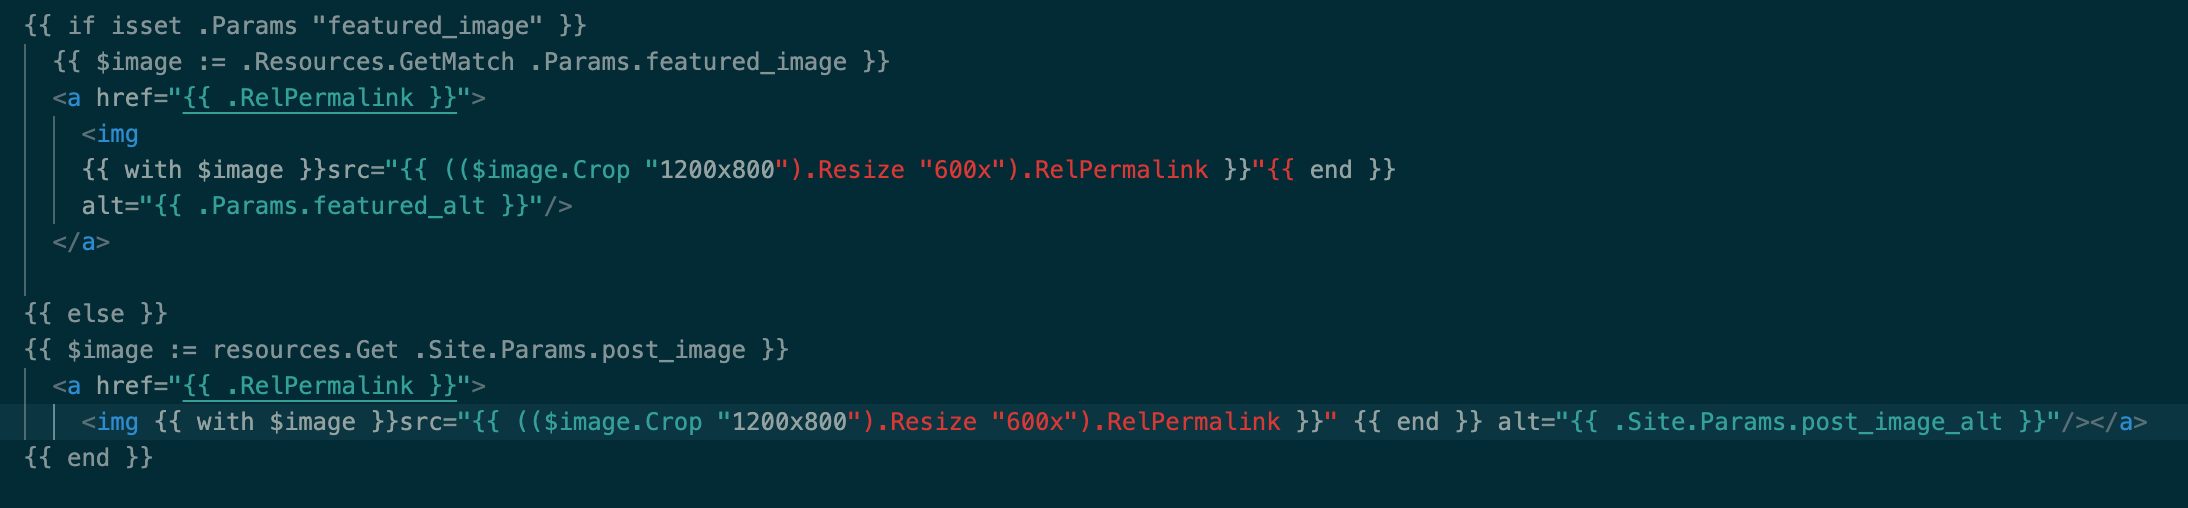 {{ if isset .Params "featured_image" }}
{{ $image := .Resources.GetMatch .Params.featured_image }}
<a href="{{ .RelPermalink }}">
<img
{{ with $image }}src="{{ (($image.Crop "1200x800").Resize "600x").RelPermalink }}"{{ end }}
alt="{{ .Params.featured_alt }}"/>
</a>
{{ else }}
{{ $image := resources.Get .Site.Params.post_image }}
<a href="{{ .RelPermalink }}">
<img {{ with $image }}src="{{ (($image.Crop "1200x800").Resize "600x").RelPermalink }}" {{ end }} alt="{{ .Site.Params.post_image_alt }}"/></a>
{{ end }}